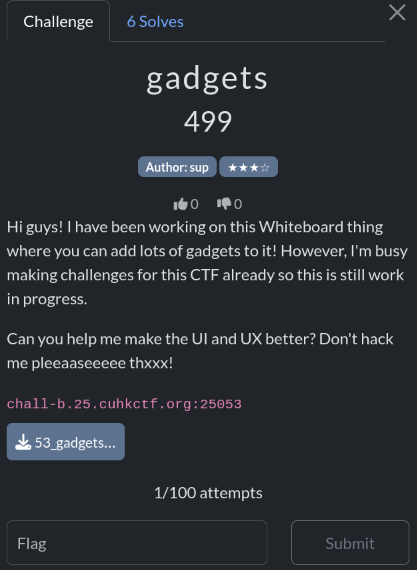 Challenge
6 Solves
gadgets
499
Author: sup
★★★☆
0
0
Hi guys! I have been working on this Whiteboard thing
where you can add lots of gadgets to it! However, I'm busy
making challenges for this CTF already so this is still work
in progress.
Can you help me make the UI and UX better? Don't hack
me pleeaaseeeee thxxx!
chall-b.25.cuhkctf.org:25053
53_gadgets...
1/100 attempts
Flag
Submit